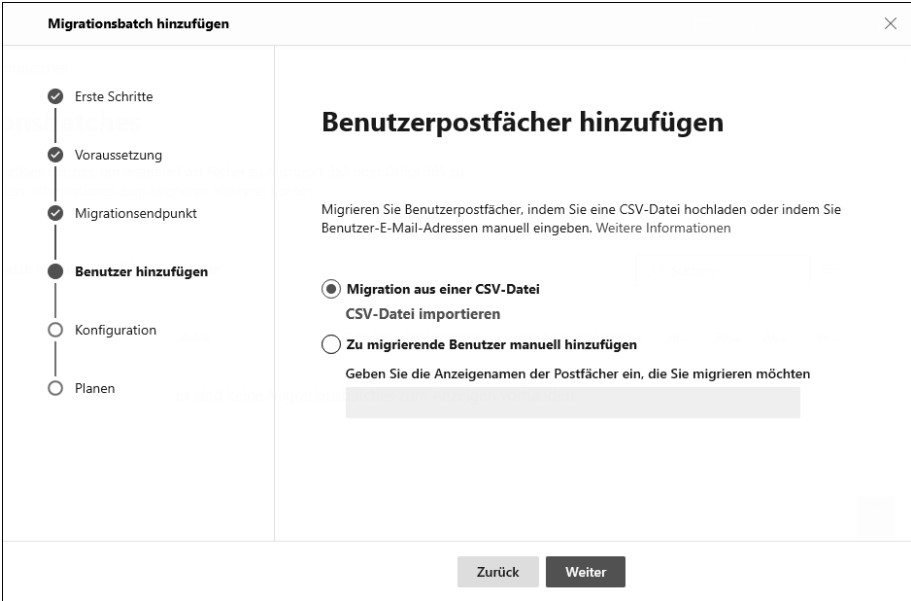 Migrationsbatch hinzufügen
Erste Schritte
Voraussetzung
Migrationsendpunkt
Benutzer hinzufügen
Konfiguration
Planen
Benutzerpostfächer hinzufügen
Migrieren Sie Benutzerpostfächer, indem Sie eine CSV-Datei hochladen oder indem Sie
Benutzer-E-Mail-Adressen manuell eingeben. Weitere Informationen
Migration aus einer CSV-Datei
CSV-Datei importieren
Zu migrierende Benutzer manuell hinzufügen
Geben Sie die Anzeigenamen der Postfächer ein, die Sie migrieren möchten
Zurück
Weiter